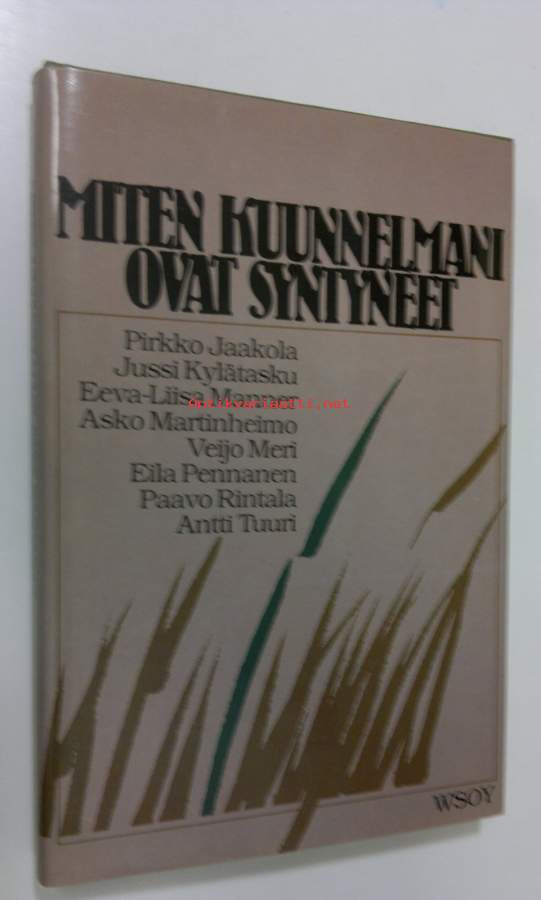 MITEN KUUNNELMANI
OVAT SYNTYNEET
Pirkko Jaakola
Jussi Kylätasku
Eeva-Liisa Manner
Asko Martinheimo
Veijo Meri
Eila Pennanen
Paavo Rintala
Antti Tuuri
WSOY